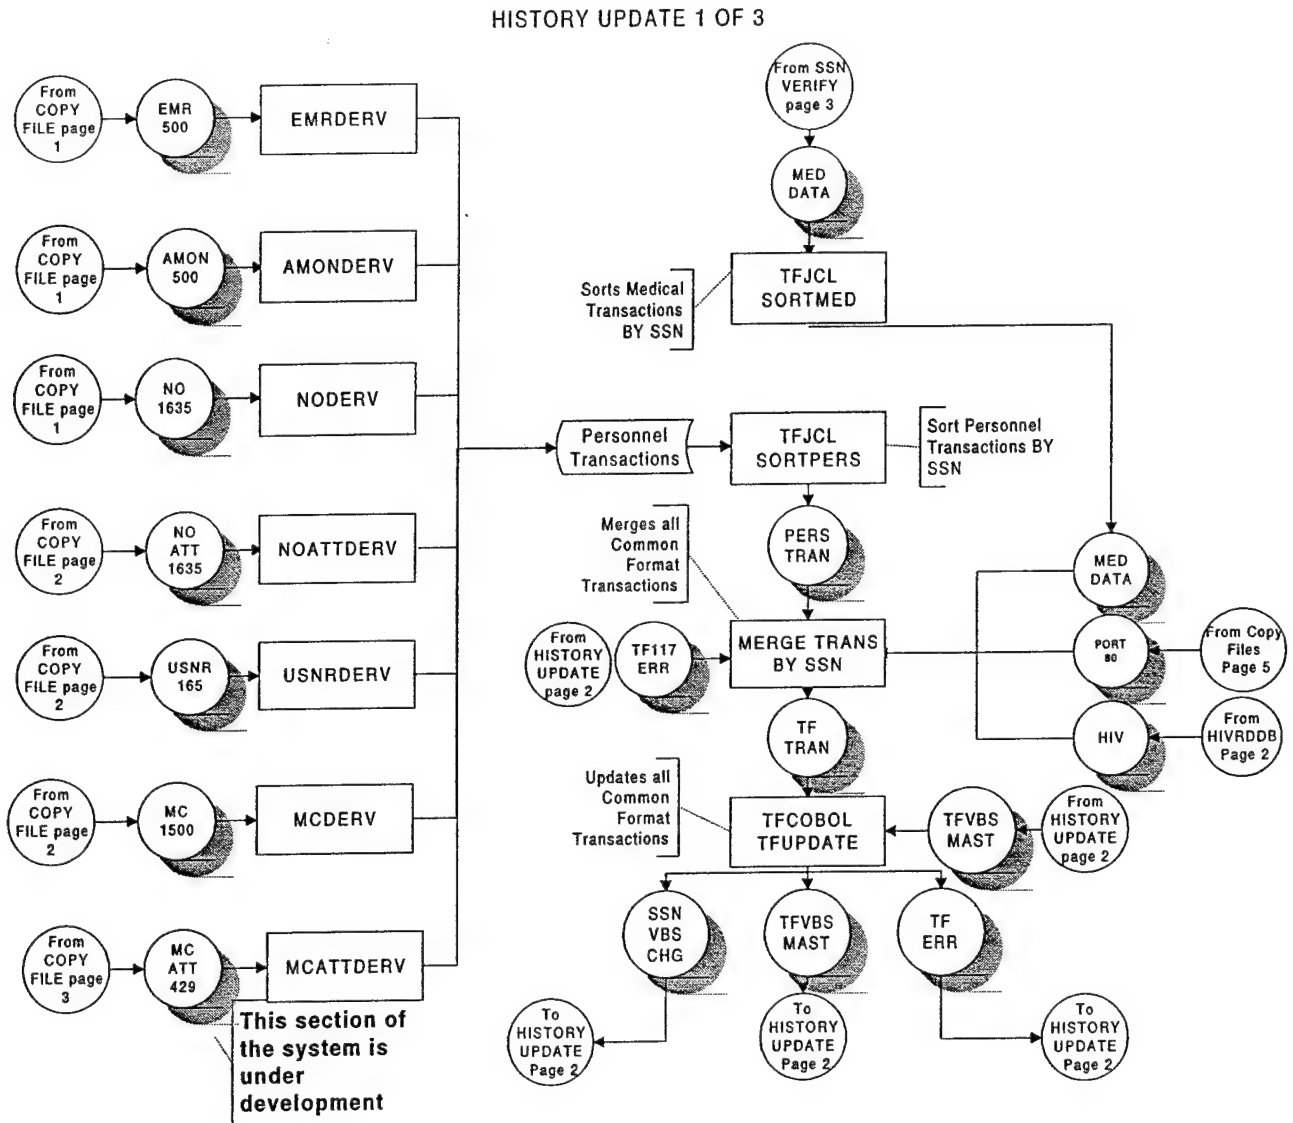 HISTORY UPDATE 1 OF 3
From
COPY
FILE page
1
EMR
500
EMRDERV
From
COPY
FILE page
1
AMON
500
AMONDERV
From
COPY
FILE page
1
NO
1635
NODERV
From
COPY
FILE page
2
NO
ATT
1635
NOATTDERV
From
COPY
FILE page
2
USNR
165
USNRDERV
From
COPY
FILE page
2
MC
1500
MCDERV
From
COPY
FILE page
3
MC
ATT
429
MCATTDERV
This section of
the system is
under
development
From SSN
VERIFY
page 3
MED
DATA
TFJCL
SORTMED
Sorts Medical
Transactions
BY SSN
Personnel
Transactions
TFJCL
SORTPERS
Sort Personnel
Transactions BY
SSN
PERS
TRAN
Merges all
Common
Format
Transactions
From
HISTORY
UPDATE
page 2
TF117
ERR
MERGE TRANS
BY SSN
MED
DATA
PORT
80
From Copy
Files
Page 5
HIV
From
HIVRDDB
Page 2
TF
TRAN
Updates all
Common
Format
Transactions
TFCOBOL
TFUPDATE
TFVBS
MAST
From
HISTORY
UPDATE
page 2
SSN
VBS
CHG
TFVBS
MAST
TF
ERR
To
HISTORY
UPDATE
Page 2
To
HISTORY
UPDATE
Page 2
To
HISTORY
UPDATE
Page 2